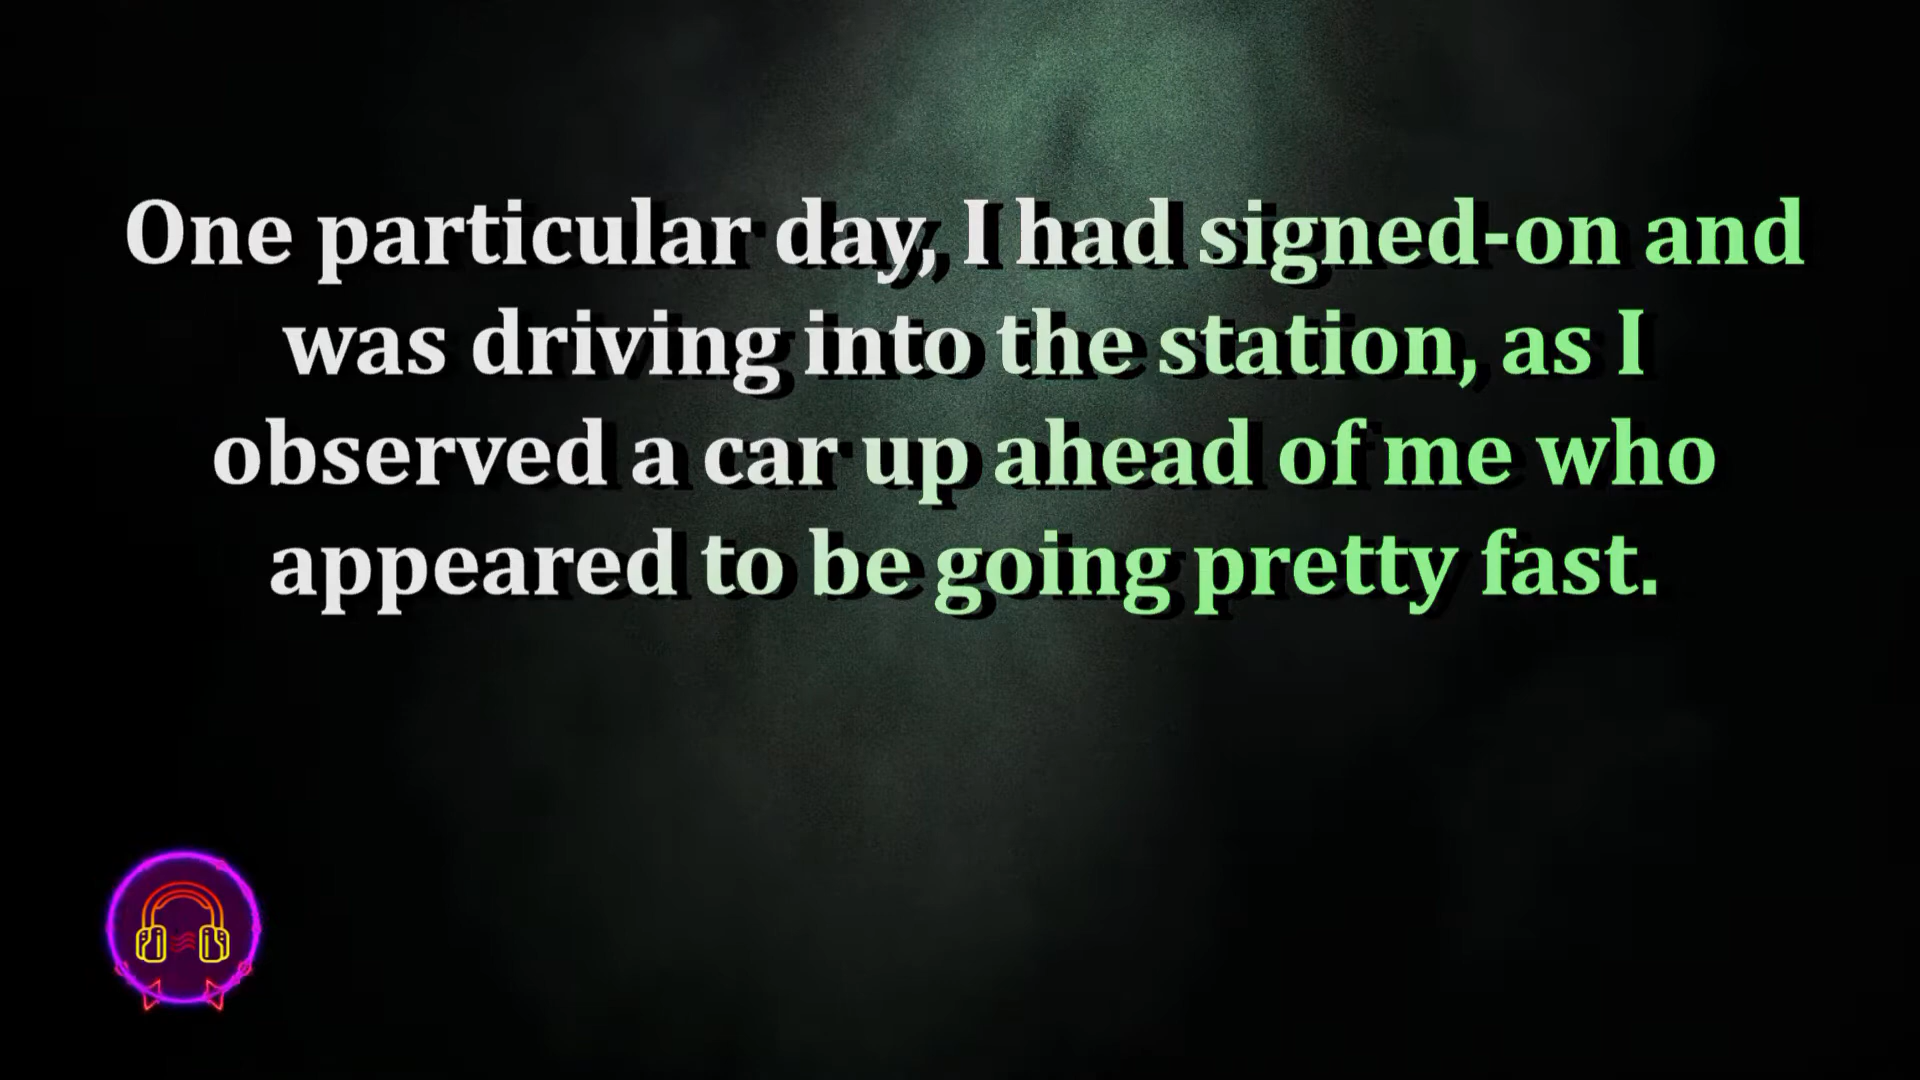 One particular day, I had signed-on and
was driving into the station, as I
observed a car up ahead of me who
appeared to be going pretty fast.